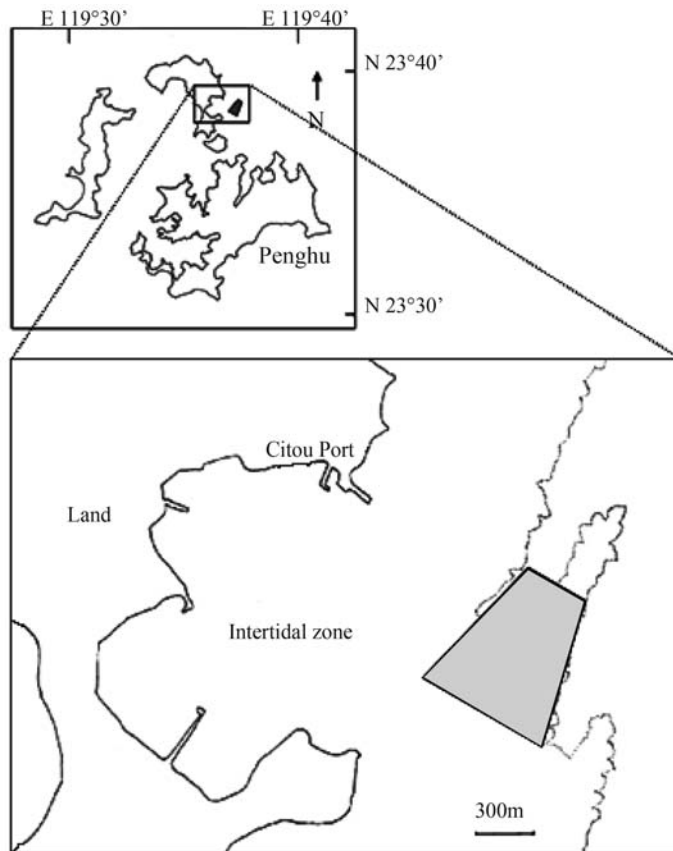 E 119°30’ E 119°40’
N 23°40’
N
Penghu
N 23°30’
Citou Port
Land
Intertidal zone
300m